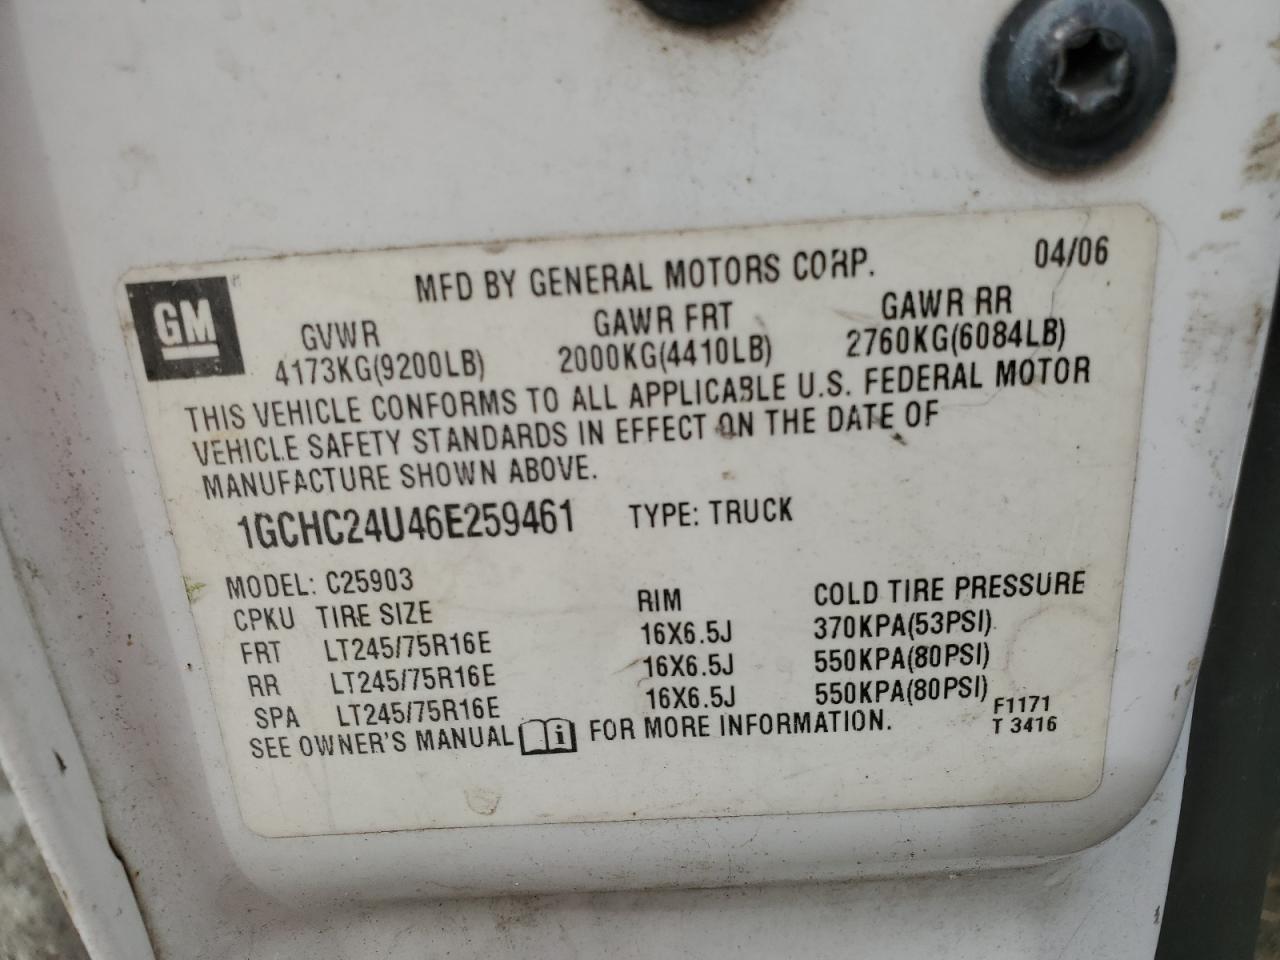 GM
MFD BY GENERAL MOTORS CORP. 04/06
GVWR GAWR FRT GAWR RR
4173KG(9200LB) 2000KG(4410LB) 2760KG(6084LB)
THIS VEHICLE CONFORMS TO ALL APPLICABLE U.S. FEDERAL MOTOR
VEHICLE SAFETY STANDARDS IN EFFECT ON THE DATE OF
MANUFACTURE SHOWN ABOVE.
1GCHC24U46E259461 TYPE: TRUCK
MODEL: C25903
CPKU TIRE SIZE RIM COLD TIRE PRESSURE
FRT LT245/75R16E 16X6.5J 370KPA(53PSI)
RR LT245/75R16E 16X6.5J 550KPA(80PSI)
SPA LT245/75R16E 16X6.5J 550KPA(80PSI)
SEE OWNER'S MANUAL i FOR MORE INFORMATION.
F1171
T 3416